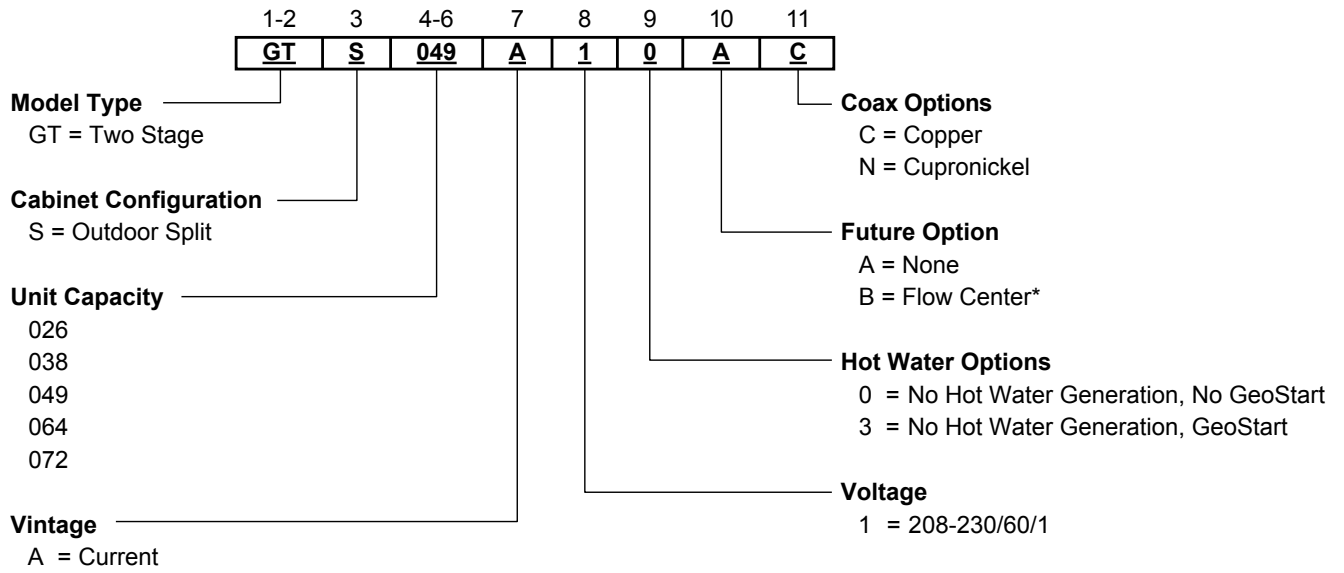 1-2 3 4-6 7 8 9 10 11
GT S 049 A 1 0 A C
Model Type
GT = Two Stage
Cabinet Configuration
S = Outdoor Split
Unit Capacity
026
038
049
064
072
Vintage
A = Current
Coax Options
C = Copper
N = Cupronickel
Future Option
A = None
B = Flow Center*
Hot Water Options
0 = No Hot Water Generation, No GeoStart
3 = No Hot Water Generation, GeoStart
Voltage
1 = 208-230/60/1